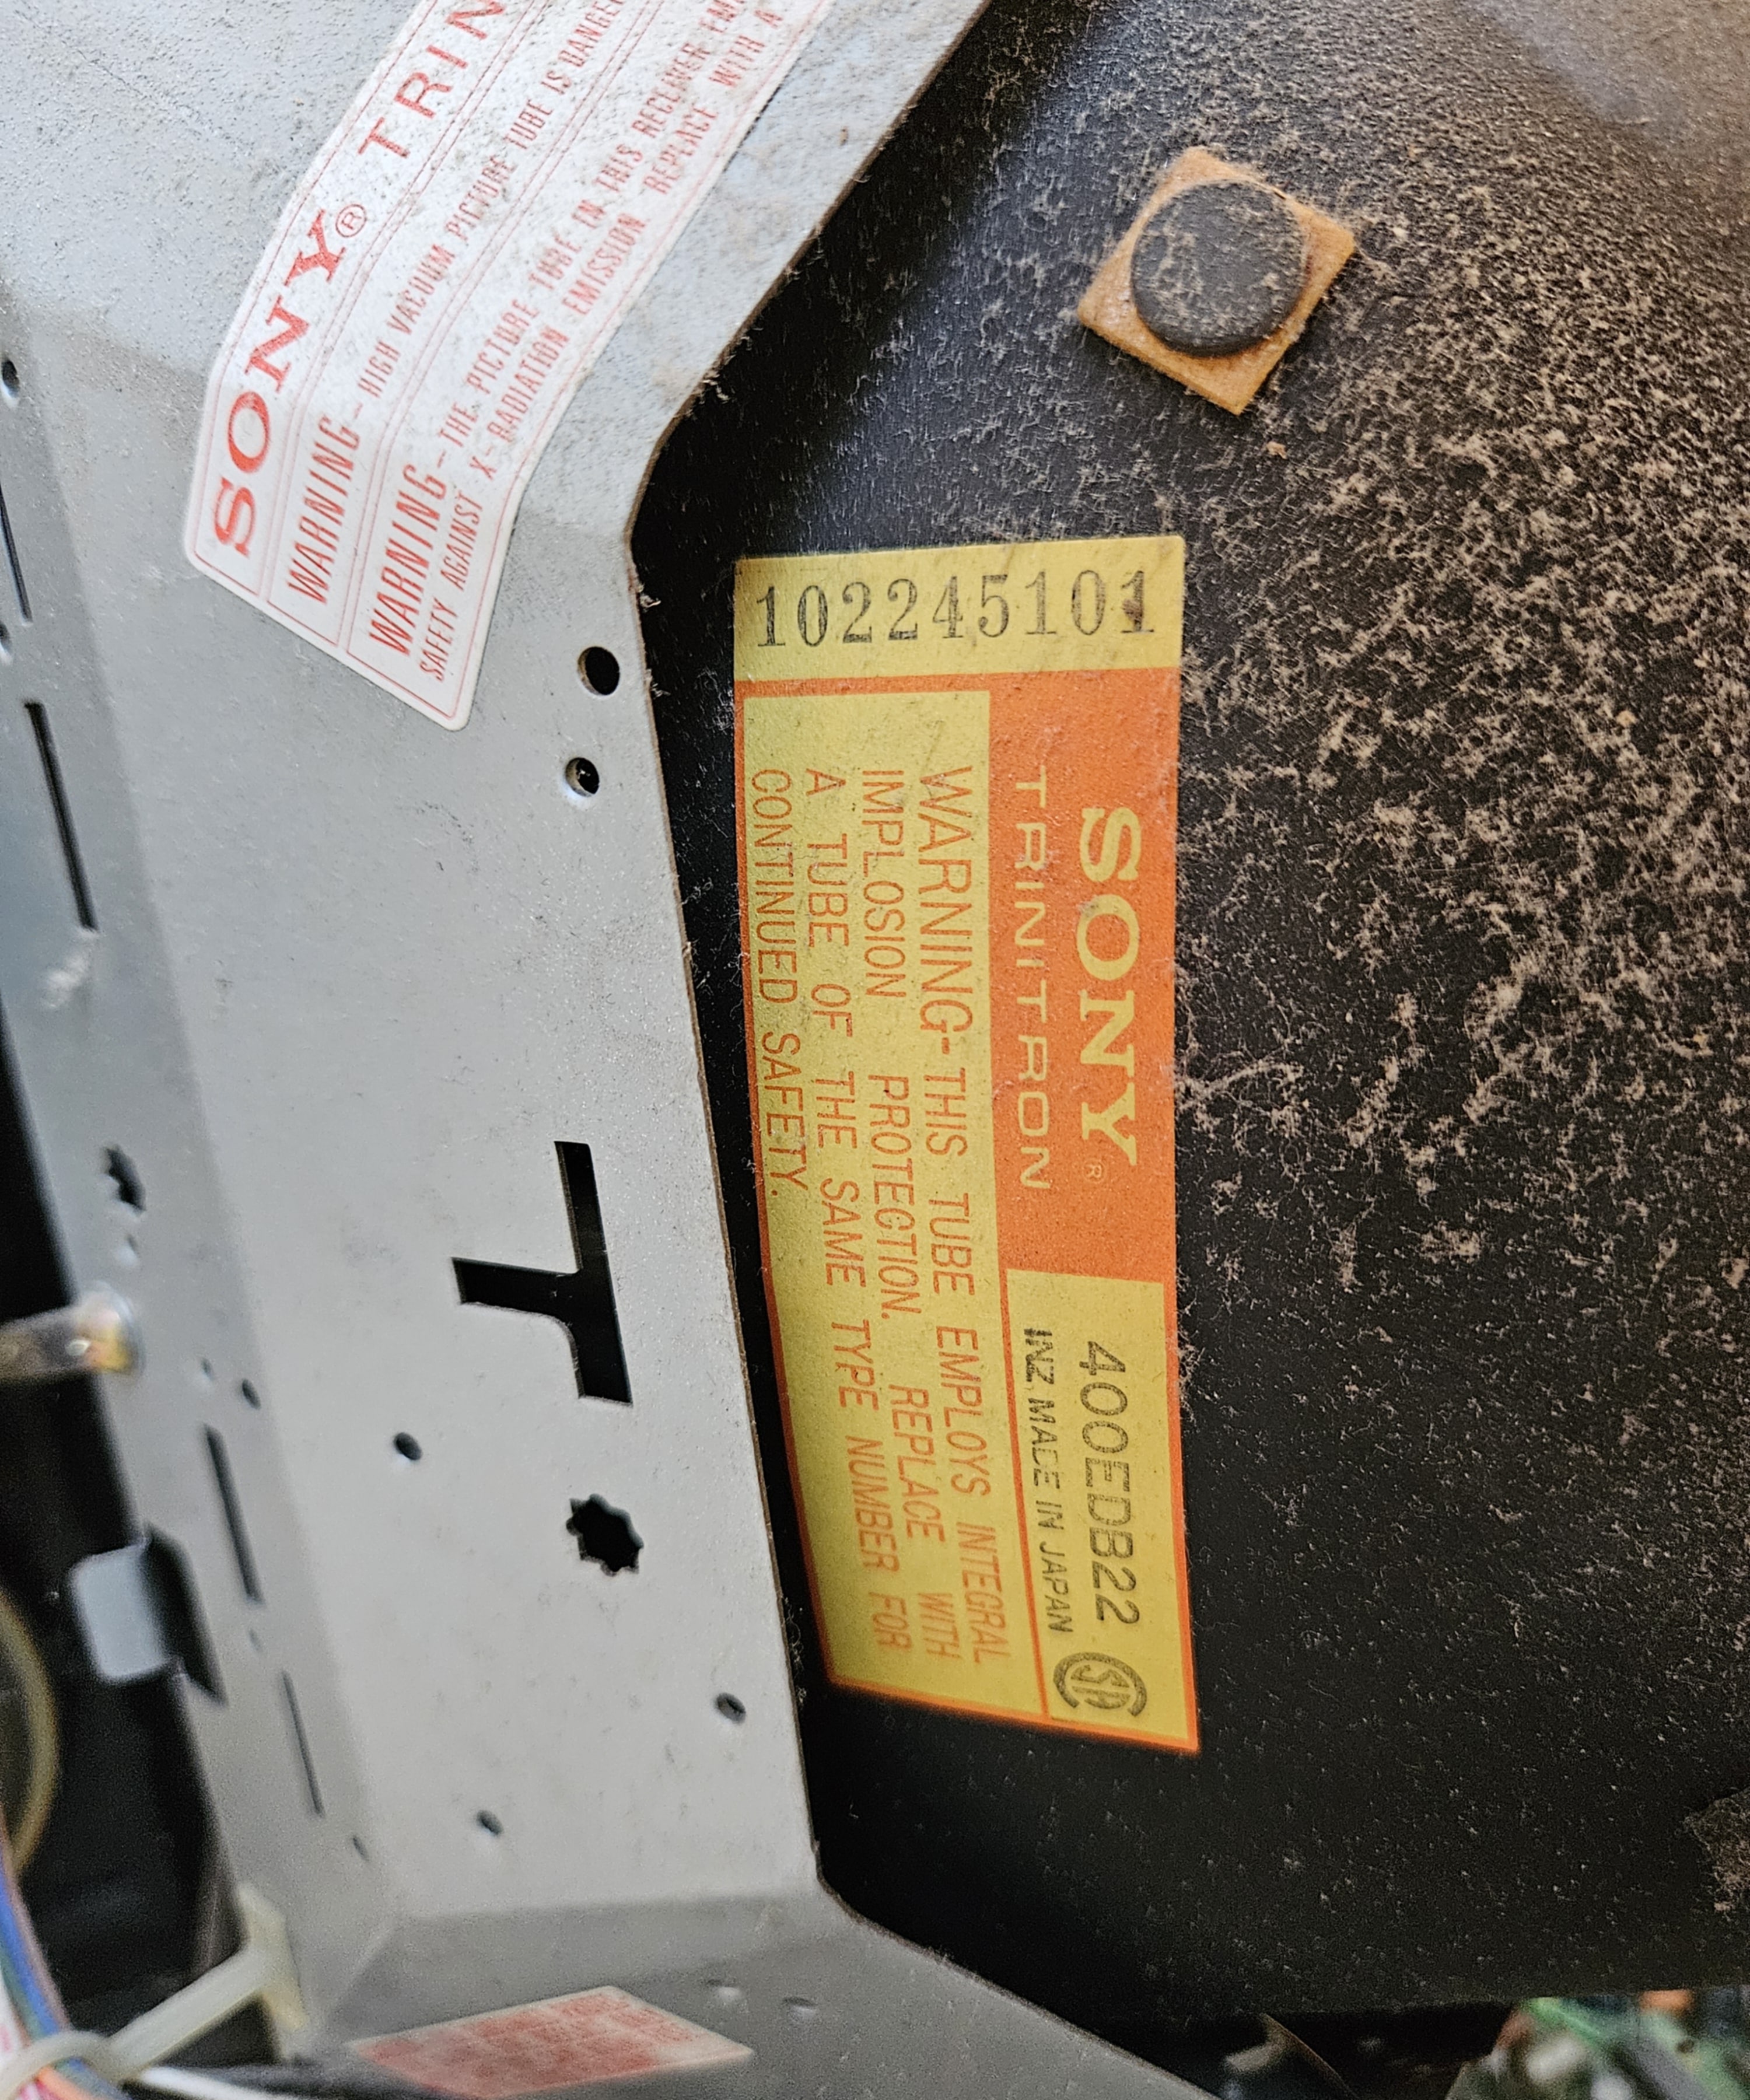 SONY® TRIN
WARNING-HIGH VACUUM PICTURE TUBE IS
WARNING-THE PICTURE TUBE IN THIS RECEIVER
SAFETY AGAINST X-RADIATION EMISSION REPLACE WITH A
102245101
SONY®
TRINITRON
400EDB22
INZ MADE IN JAPAN
WARNING-THIS TUBE EMPLOYS INTEGRAL
IMPLOSION PROTECTION. REPLACE WITH
A TUBE OF THE SAME TYPE NUMBER FOR
CONTINUED SAFETY.